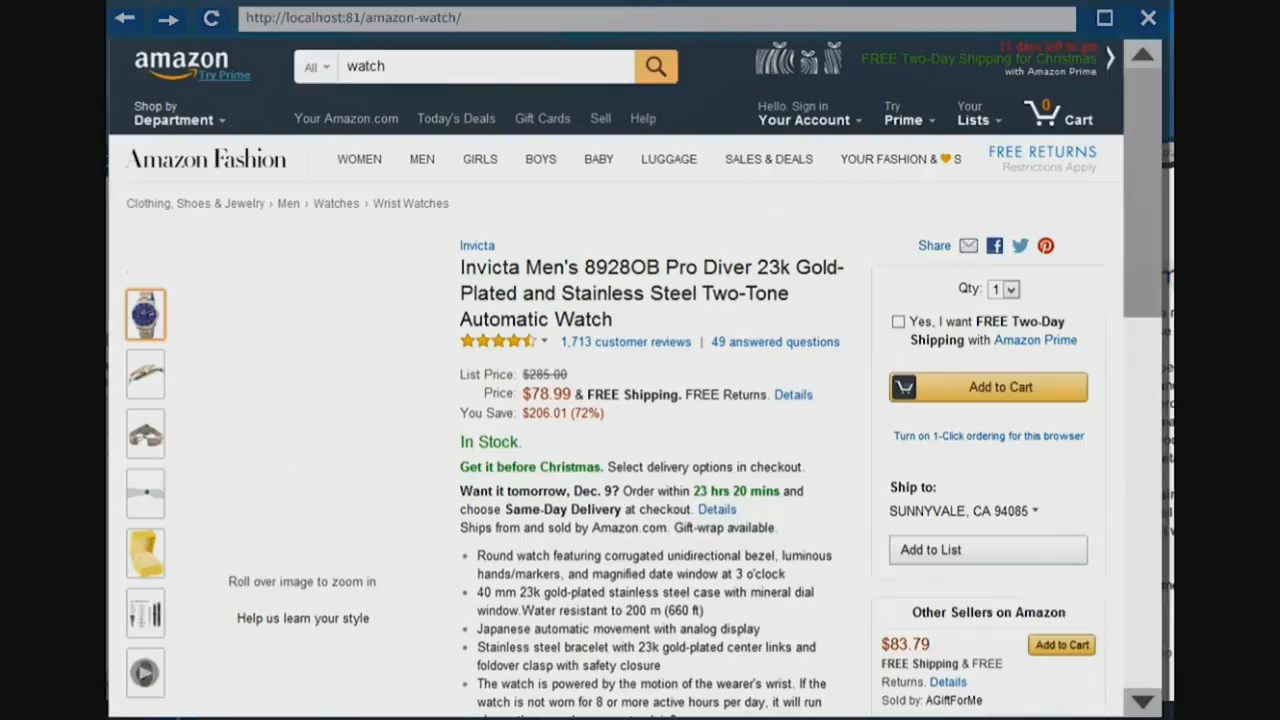 http://localhost:81/amazon-watch/
amazon
Try Prime
All
watch
11 days left to get
FREE Two-Day Shipping for Christmas
with Amazon Prime
Shop by
Department
Your Amazon.com
Today's Deals
Gift Cards
Sell
Help
Hello. Sign in
Your Account
Try
Prime
Your
Lists
0
Cart
Amazon Fashion
WOMEN
MEN
GIRLS
BOYS
BABY
LUGGAGE
SALES & DEALS
YOUR FASHION & S
FREE RETURNS
Restrictions Apply
Clothing, Shoes & Jewelry › Men › Watches › Wrist Watches
Invicta
Invicta Men's 8928OB Pro Diver 23k Gold-
Plated and Stainless Steel Two-Tone
Automatic Watch
1,713 customer reviews | 49 answered questions
List Price: $285.00
Price: $78.99 & FREE Shipping. FREE Returns. Details
You Save: $206.01 (72%)
In Stock.
Get it before Christmas. Select delivery options in checkout.
Want it tomorrow, Dec. 9? Order within 23 hrs 20 mins and
choose Same-Day Delivery at checkout. Details
Ships from and sold by Amazon.com. Gift-wrap available.
• Round watch featuring corrugated unidirectional bezel, luminous
hands/markers, and magnified date window at 3 o'clock
• 40 mm 23k gold-plated stainless steel case with mineral dial
window.Water resistant to 200 m (660 ft)
• Japanese automatic movement with analog display
• Stainless steel bracelet with 23k gold-plated center links and
foldover clasp with safety closure
• The watch is powered by the motion of the wearer's wrist. If the
watch is not worn for 8 or more active hours per day, it will run
Roll over image to zoom in
Help us learn your style
Share
Qty: 1
Yes, I want FREE Two-Day
Shipping with Amazon Prime
Add to Cart
Turn on 1-Click ordering for this browser
Ship to:
SUNNYVALE, CA 94085
Add to List
Other Sellers on Amazon
$83.79
Add to Cart
FREE Shipping & FREE
Returns. Details
Sold by: AGiftForMe